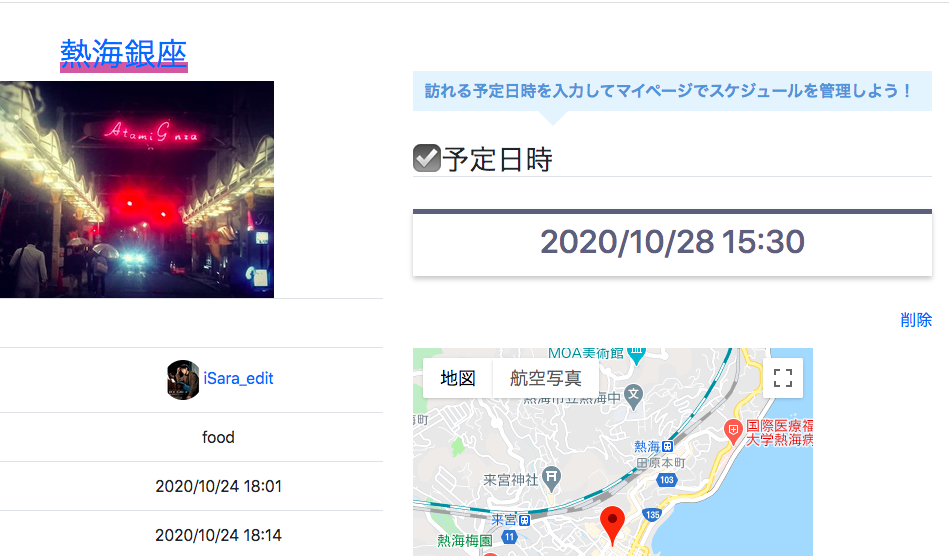 熱海銀座
Atami G nza
iSara_edit
food
2020/10/24 18:01
2020/10/24 18:14
訪れる予定日時を入力してマイページでスケジュールを管理しよう！
予定日時
2020/10/28 15:30
削除
地図
航空写真
MOA美術館
熱海市立熱海中
町
国際医療福
大学熱海病
熱海
田原本町
103
来宮神社
135
来宮
11
熱海梅園